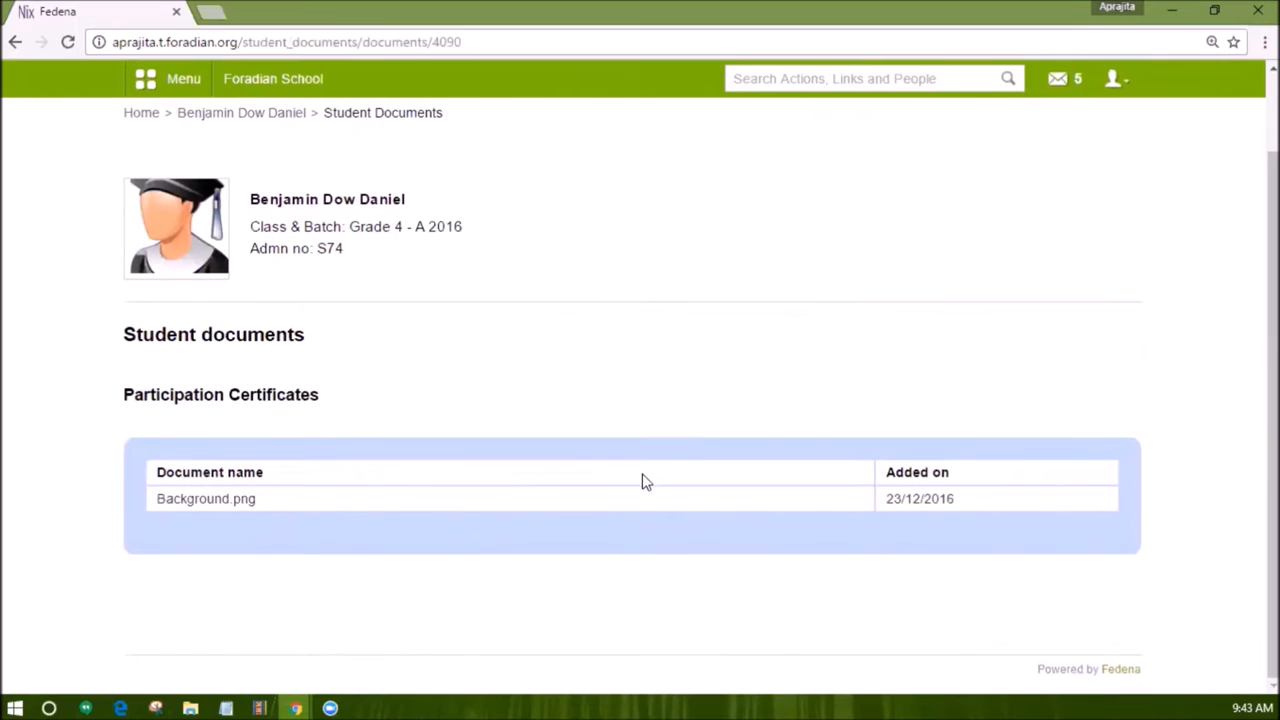 Nix Fedena
Aprajita
aprajita.t.foradian.org/student_documents/documents/4090
Menu Foradian School Search Actions, Links and People 5
Home > Benjamin Dow Daniel > Student Documents
Benjamin Dow Daniel
Class & Batch: Grade 4 - A 2016
Admn no: S74
Student documents
Participation Certificates
Document name Added on
Background.png 23/12/2016
Powered by Fedena
9:43 AM